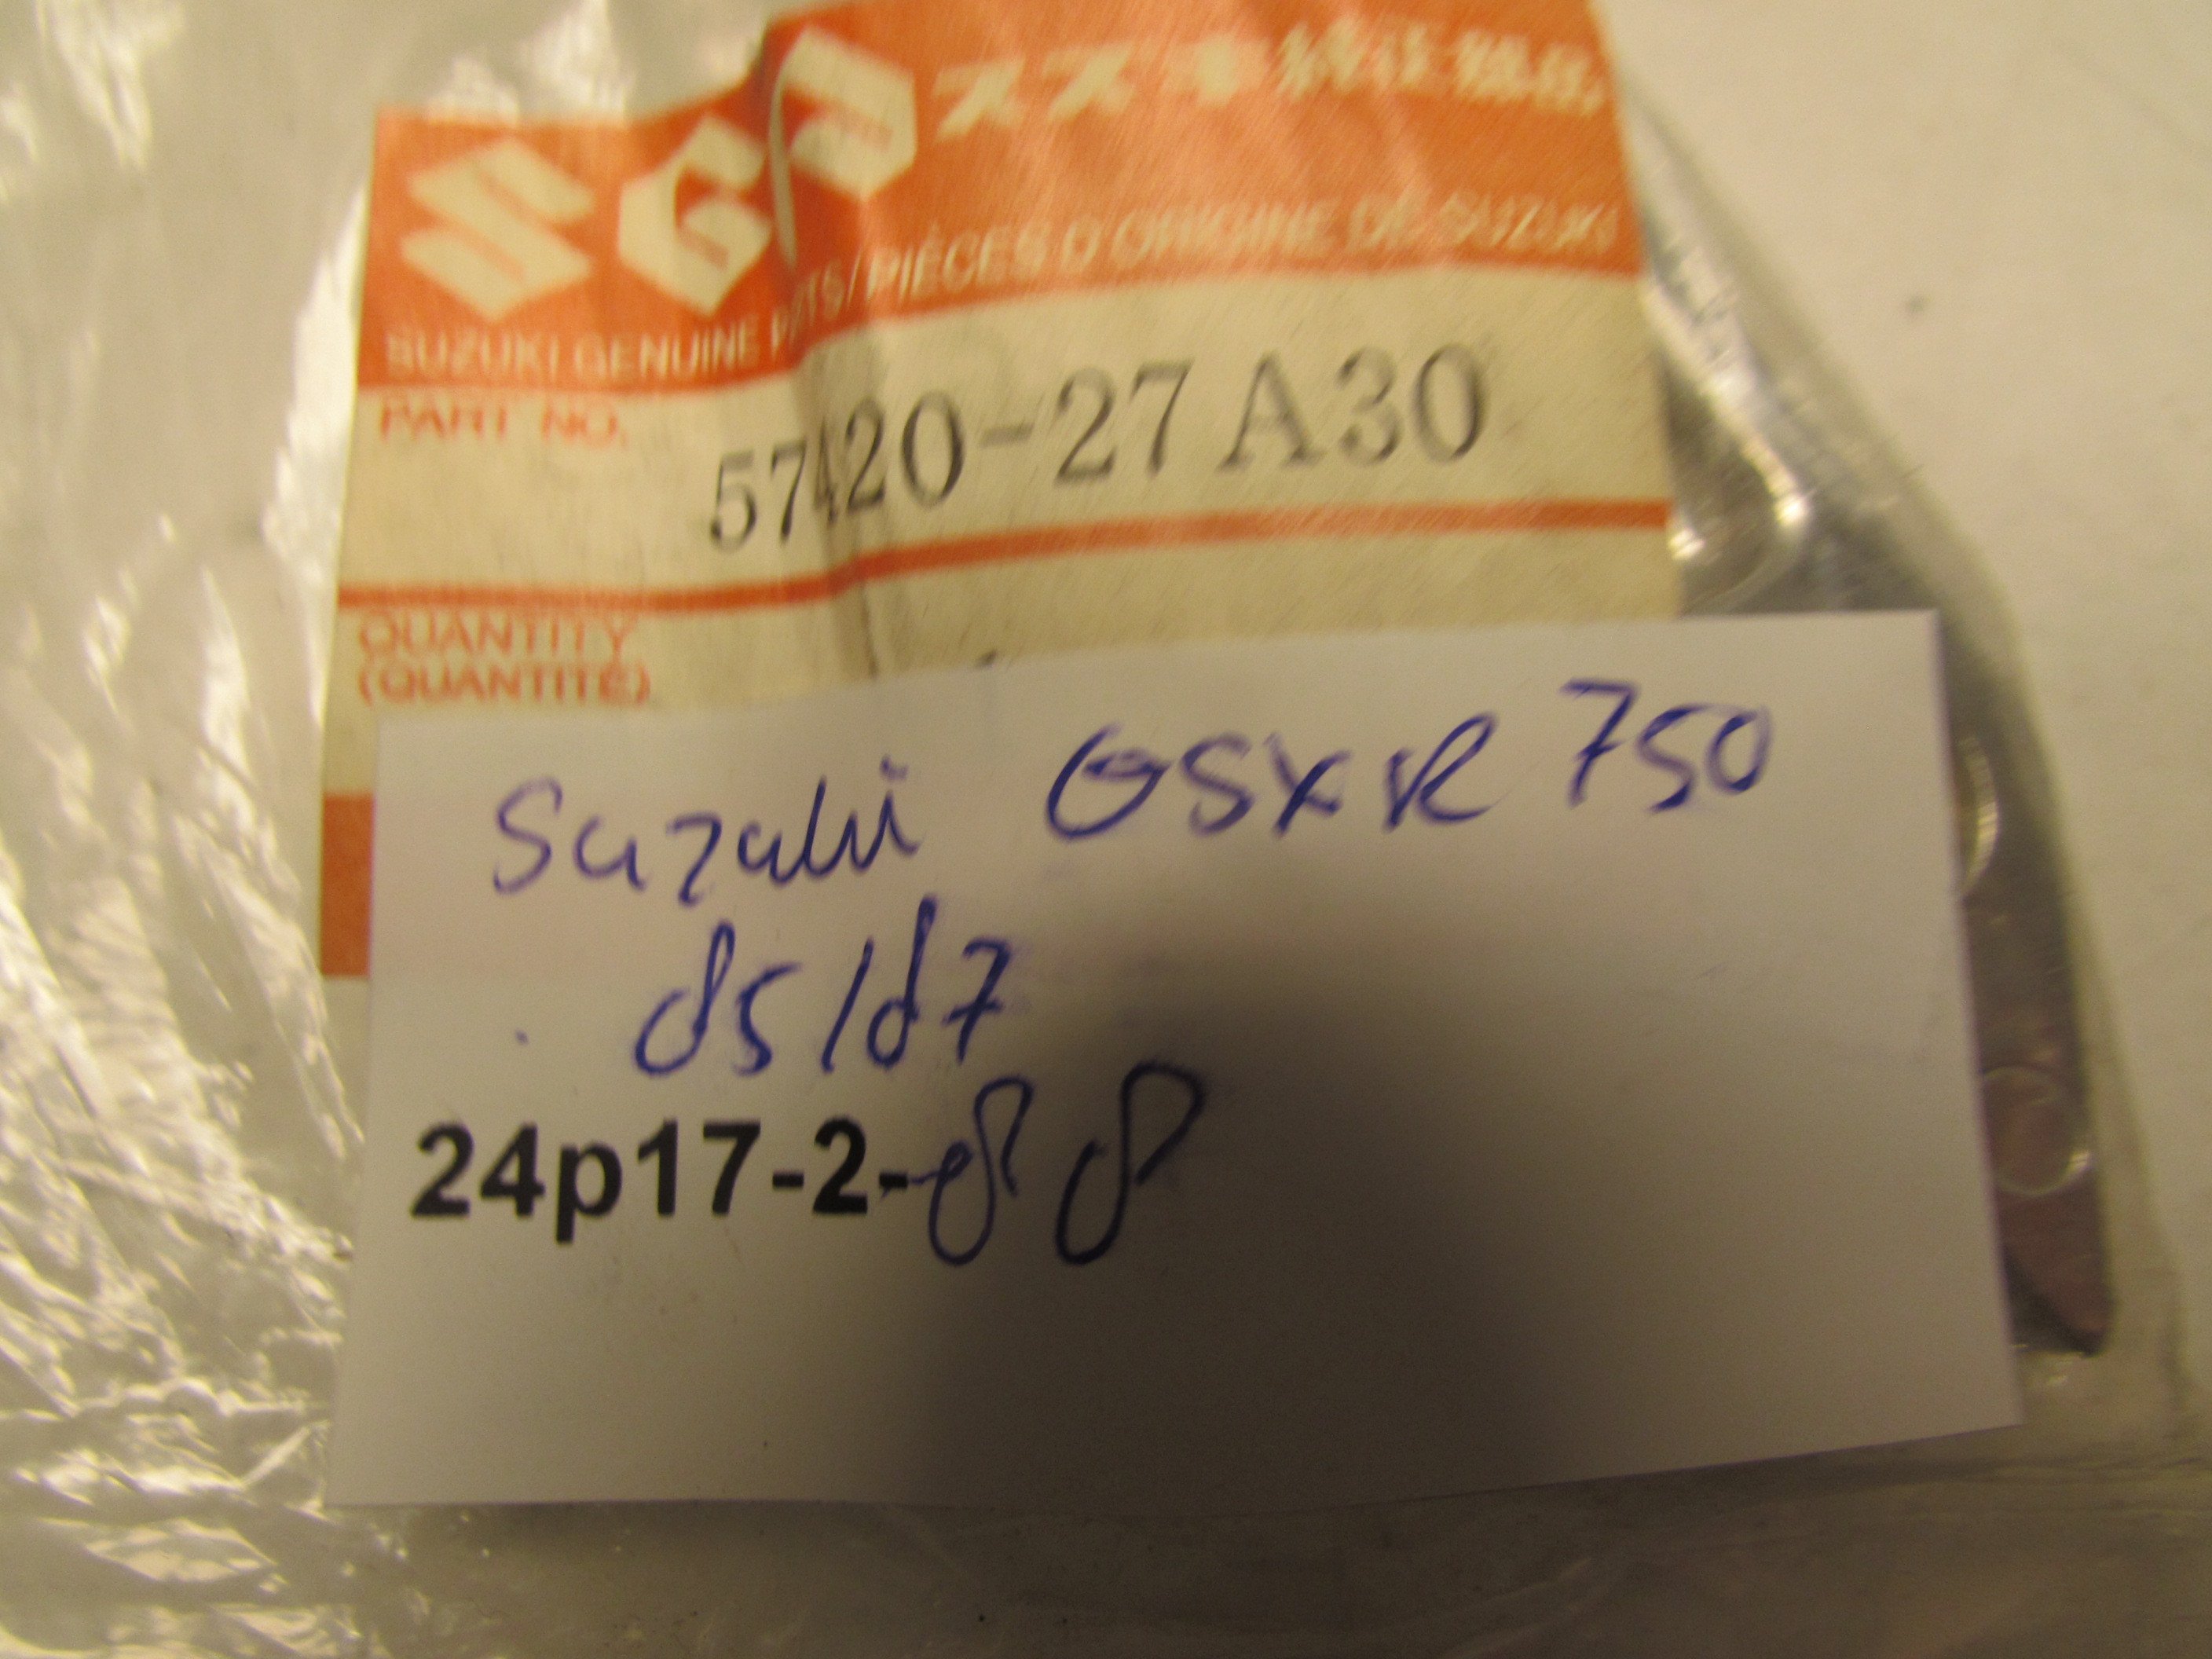 SGP スズキ純正部品
SUZUKI GENUINE PARTS/PIÈCES D'ORIGINE DE SUZUKI
PART NO.
57420-27A30
QUANTITY
(QUANTITÉ)
Suzuki GSXR 750
85/87
24p17-2-88